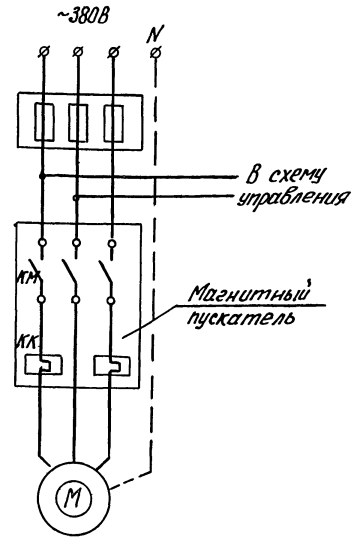 ~380В
N
В схему
управления
КМ
Магнитный
пускатель
КК
М